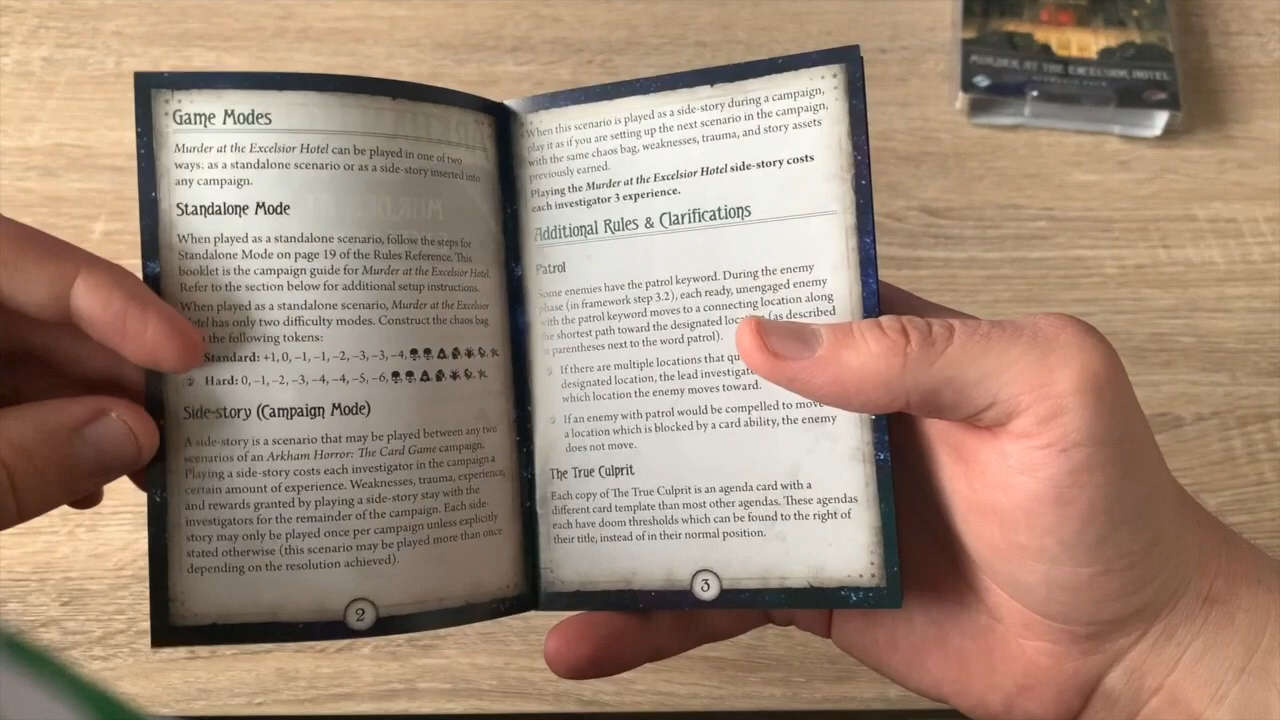 Game Modes
Murder at the Excelsior Hotel can be played in one of two
ways: as a standalone scenario or as a side-story inserted into
any campaign.
Standalone Mode
When played as a standalone scenario, follow the steps for
Standalone Mode on page 19 of the Rules Reference. This
booklet is the campaign guide for Murder at the Excelsior Hotel.
Refer to the section below for additional setup instructions.
When played as a standalone scenario, Murder at the Excelsior
Hotel has only two difficulty modes. Construct the chaos bag
the following tokens:
Standard: +1, 0, –1, –1, –2, –3, –3, –4,
Hard: 0, –1, –2, –3, –4, –4, –5, –6,
Side-story (Campaign Mode)
A side-story is a scenario that may be played between any two
scenarios of an Arkham Horror: The Card Game campaign.
Playing a side-story costs each investigator in the campaign a
certain amount of experience. Weaknesses, trauma, experience,
and rewards granted by playing a side-story stay with the
investigators for the remainder of the campaign. Each side-
story may only be played once per campaign unless explicitly
stated otherwise (this scenario may be played more than once
depending on the resolution achieved).
2
When this scenario is played as a side-story during a campaign,
play it as if you are setting up the next scenario in the campaign,
with the same chaos bag, weaknesses, trauma, and story assets
previously earned.
Playing the Murder at the Excelsior Hotel side-story costs
each investigator 3 experience.
Additional Rules & Clarifications
Patrol
Some enemies have the patrol keyword. During the enemy
phase (in framework step 3.2), each ready, unengaged enemy
with the patrol keyword moves to a connecting location along
the shortest path toward the designated location (as described
in parentheses next to the word patrol).
If there are multiple locations that
designated location, the lead
which location the enemy moves toward.
If an enemy with patrol would be compelled to move
a location which is blocked by a card ability, the enemy
does not move.
The True Culprit
Each copy of The True Culprit is an agenda card with a
different card template than most other agendas. These agendas
each have doom thresholds which can be found to the right of
their title, instead of in their normal position.
3
MURDER AT THE EXCELSIOR HOTEL